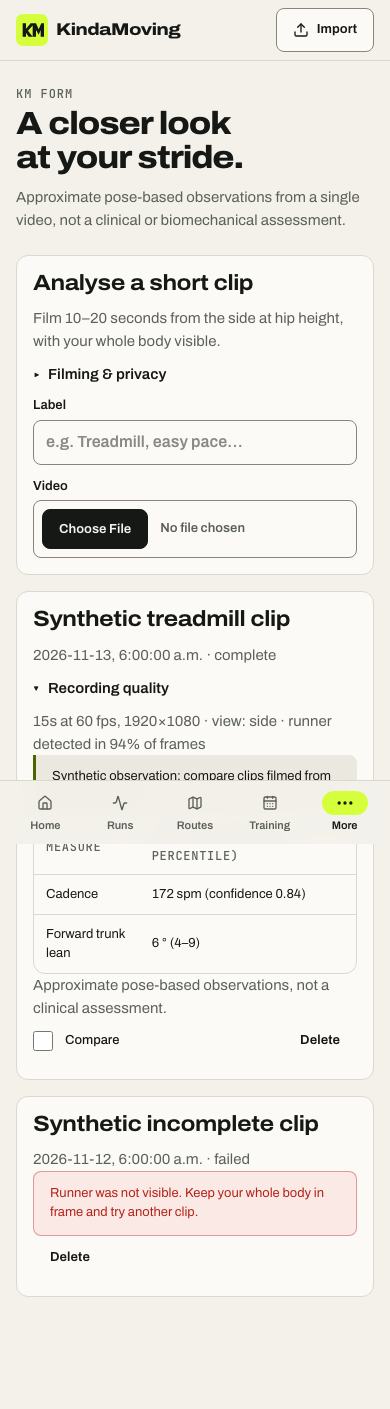 KM KindaMoving
Import
KM FORM
A closer look
at your stride.
Approximate pose-based observations from a single
video, not a clinical or biomechanical assessment.
Analyse a short clip
Film 10–20 seconds from the side at hip height,
with your whole body visible.
Filming & privacy
Label
e.g. Treadmill, easy pace…
Video
Choose File No file chosen
Synthetic treadmill clip
2026-11-13, 6:00:00 a.m. · complete
Recording quality
15s at 60 fps, 1920×1080 · view: side · runner
detected in 94% of frames
Synthetic observation: compare clips filmed from
Home Runs Routes Training More
MEASURE
PERCENTILE)
Cadence 172 spm (confidence 0.84)
Forward trunk
lean
6 ° (4–9)
Approximate pose-based observations, not a
clinical assessment.
Compare Delete
Synthetic incomplete clip
2026-11-12, 6:00:00 a.m. · failed
Runner was not visible. Keep your whole body in
frame and try another clip.
Delete